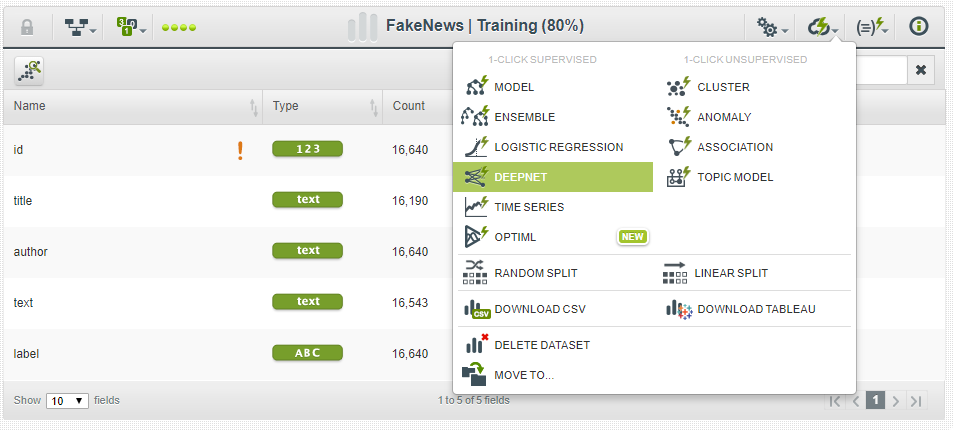 FakeNews | Training (80%)
1-CLICK SUPERVISED 1-CLICK UNSUPERVISED
Name Type Count
MODEL CLUSTER
ENSEMBLE ANOMALY
id 1 2 3 16,640 LOGISTIC REGRESSION ASSOCIATION
DEEPNET TOPIC MODEL
title text 16,190
TIME SERIES
OPTIML NEW
author text 16,640
RANDOM SPLIT LINEAR SPLIT
text text 16,543
DOWNLOAD CSV DOWNLOAD TABLEAU
label A B C 16,640
DELETE DATASET
MOVE TO...
Show 10 fields 1 to 5 of 5 fields 1